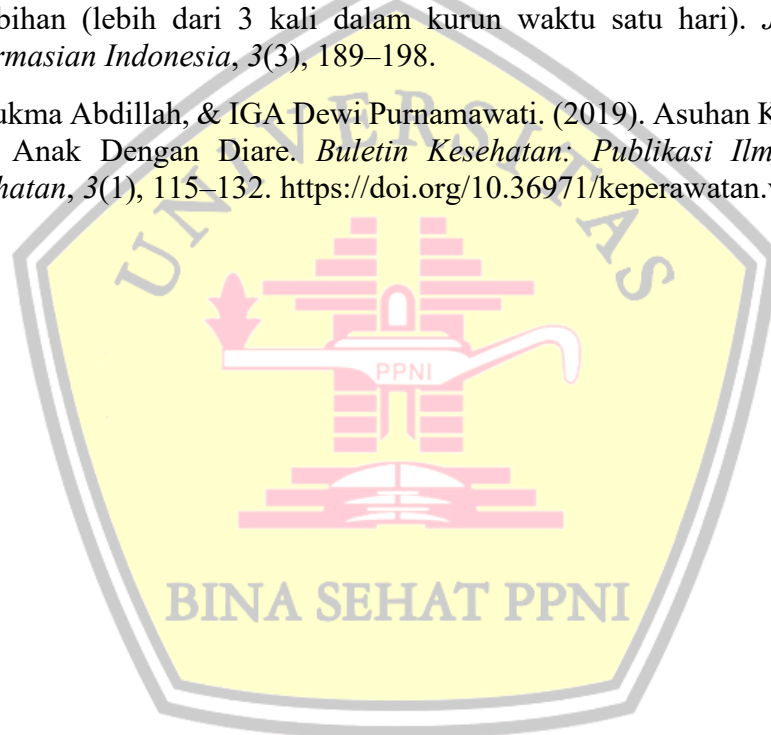 bihan (lebih dari 3 kali dalam kurun waktu satu hari). J
rmasian Indonesia, 3(3), 189–198.
ukma Abdillah, & IGA Dewi Purnamawati. (2019). Asuhan K
Anak Dengan Diare. Buletin Kesehatan: Publikasi Ilm
hatan, 3(1), 115–132. https://doi.org/10.36971/keperawatan.v
UNIVERSITAS
PPNI
BINA SEHAT PPNI